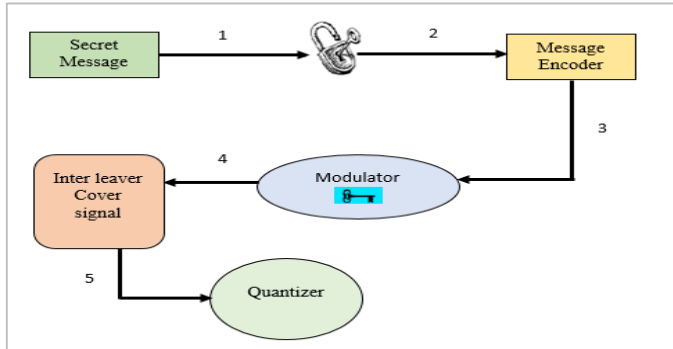 1
2
Secret
Message
Message
Encoder
3
4
Modulator
Inter leaver
Cover
signal
5
Quantizer